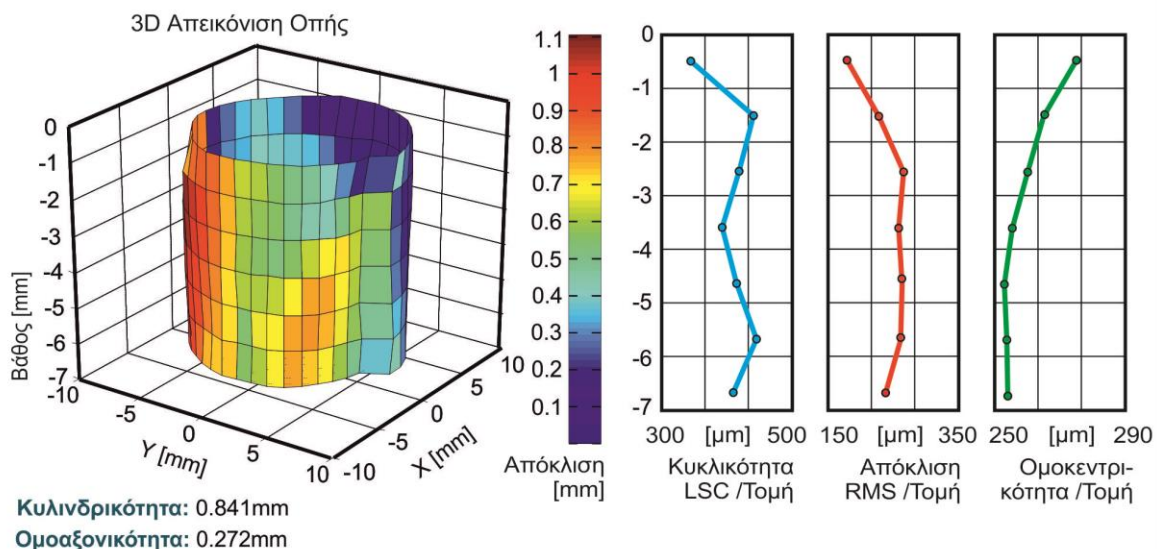 3D Απεικόνιση Οπής
0
-1
-2
-3
-4
-5
-6
-7
Βάθος [mm]
-10
-5
0
5
10
Y [mm]
-10
-5
0
5
10
X [mm]
1.1
1
0.9
0.8
0.7
0.6
0.5
0.4
0.3
0.2
0.1
Απόκλιση
[mm]
0
-1
-2
-3
-4
-5
-6
-7
300 [μm] 500
Κυκλικότητα
LSC /Τομή
150 [μm] 350
Απόκλιση
RMS /Τομή
250 [μm] 290
Ομοκεντρι-
κότητα /Τομή
Κυλινδρικότητα: 0.841mm
Ομοαξονικότητα: 0.272mm